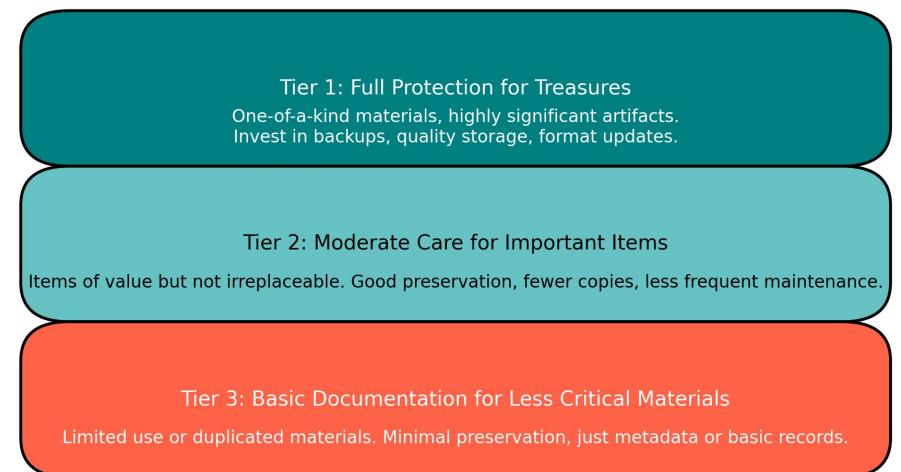 Tier 1: Full Protection for Treasures
One-of-a-kind materials, highly significant artifacts.
Invest in backups, quality storage, format updates.
Tier 2: Moderate Care for Important Items
Items of value but not irreplaceable. Good preservation, fewer copies, less frequent maintenance.
Tier 3: Basic Documentation for Less Critical Materials
Limited use or duplicated materials. Minimal preservation, just metadata or basic records.